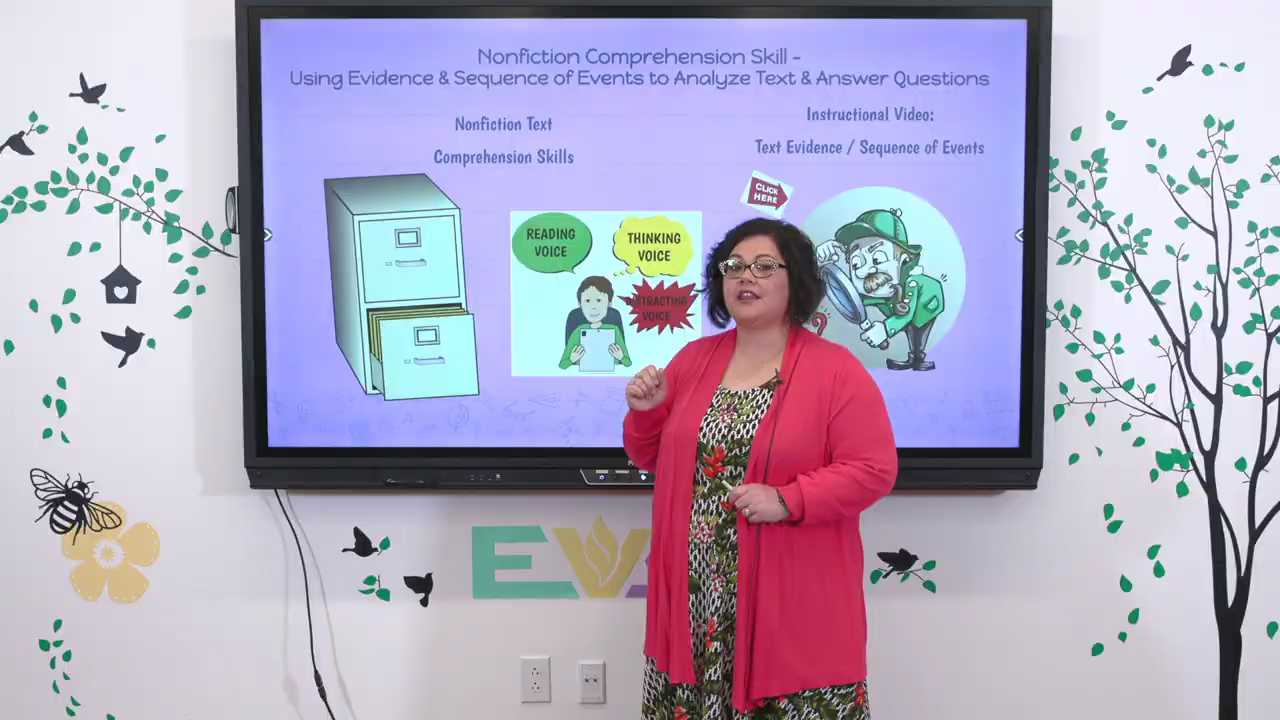 Nonfiction Comprehension Skill -
Using Evidence & Sequence of Events to Analyze Text & Answer Questions
Nonfiction Text
Comprehension Skills
Instructional Video:
Text Evidence / Sequence of Events
CLICK
HERE
READING
VOICE
THINKING
VOICE
DISTRACTING
VOICE
EV